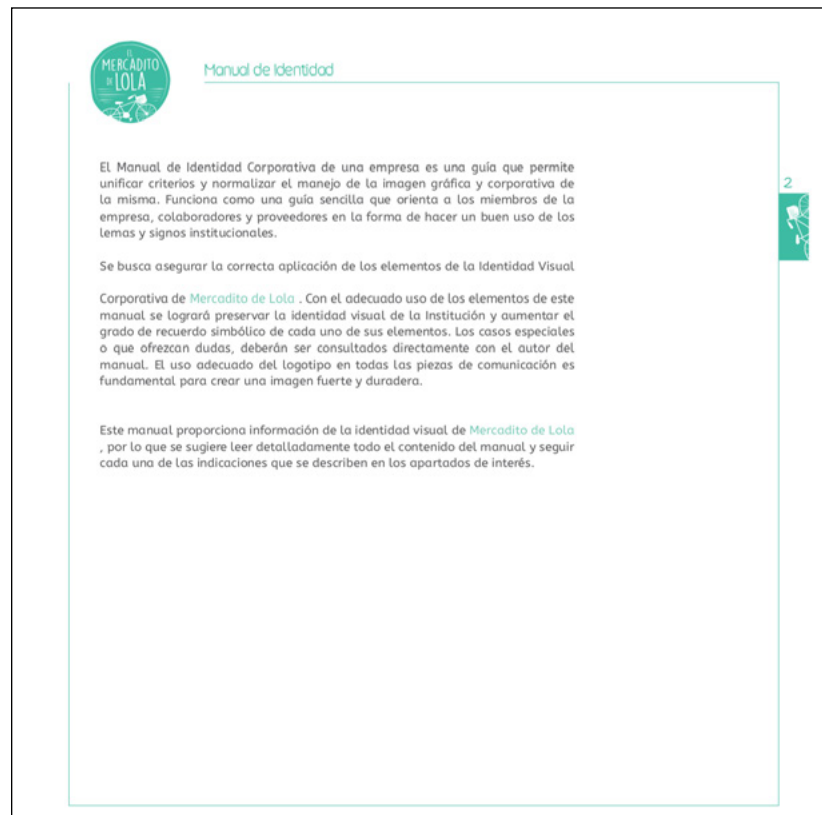 EL
MERCADITO
DE LOLA
Manual de Identidad
El Manual de Identidad Corporativa de una empresa es una guía que permite
unificar criterios y normalizar el manejo de la imagen gráfica y corporativa de
la misma. Funciona como una guía sencilla que orienta a los miembros de la
empresa, colaboradores y proveedores en la forma de hacer un buen uso de los
lemas y signos institucionales.
2
Se busca asegurar la correcta aplicación de los elementos de la Identidad Visual
Corporativa de Mercadito de Lola . Con el adecuado uso de los elementos de este
manual se logrará preservar la identidad visual de la Institución y aumentar el
grado de recuerdo simbólico de cada uno de sus elementos. Los casos especiales
o que ofrezcan dudas, deberán ser consultados directamente con el autor del
manual. El uso adecuado del logotipo en todas las piezas de comunicación es
fundamental para crear una imagen fuerte y duradera.
Este manual proporciona información de la identidad visual de Mercadito de Lola
, por lo que se sugiere leer detalladamente todo el contenido del manual y seguir
cada una de las indicaciones que se describen en los apartados de interés.